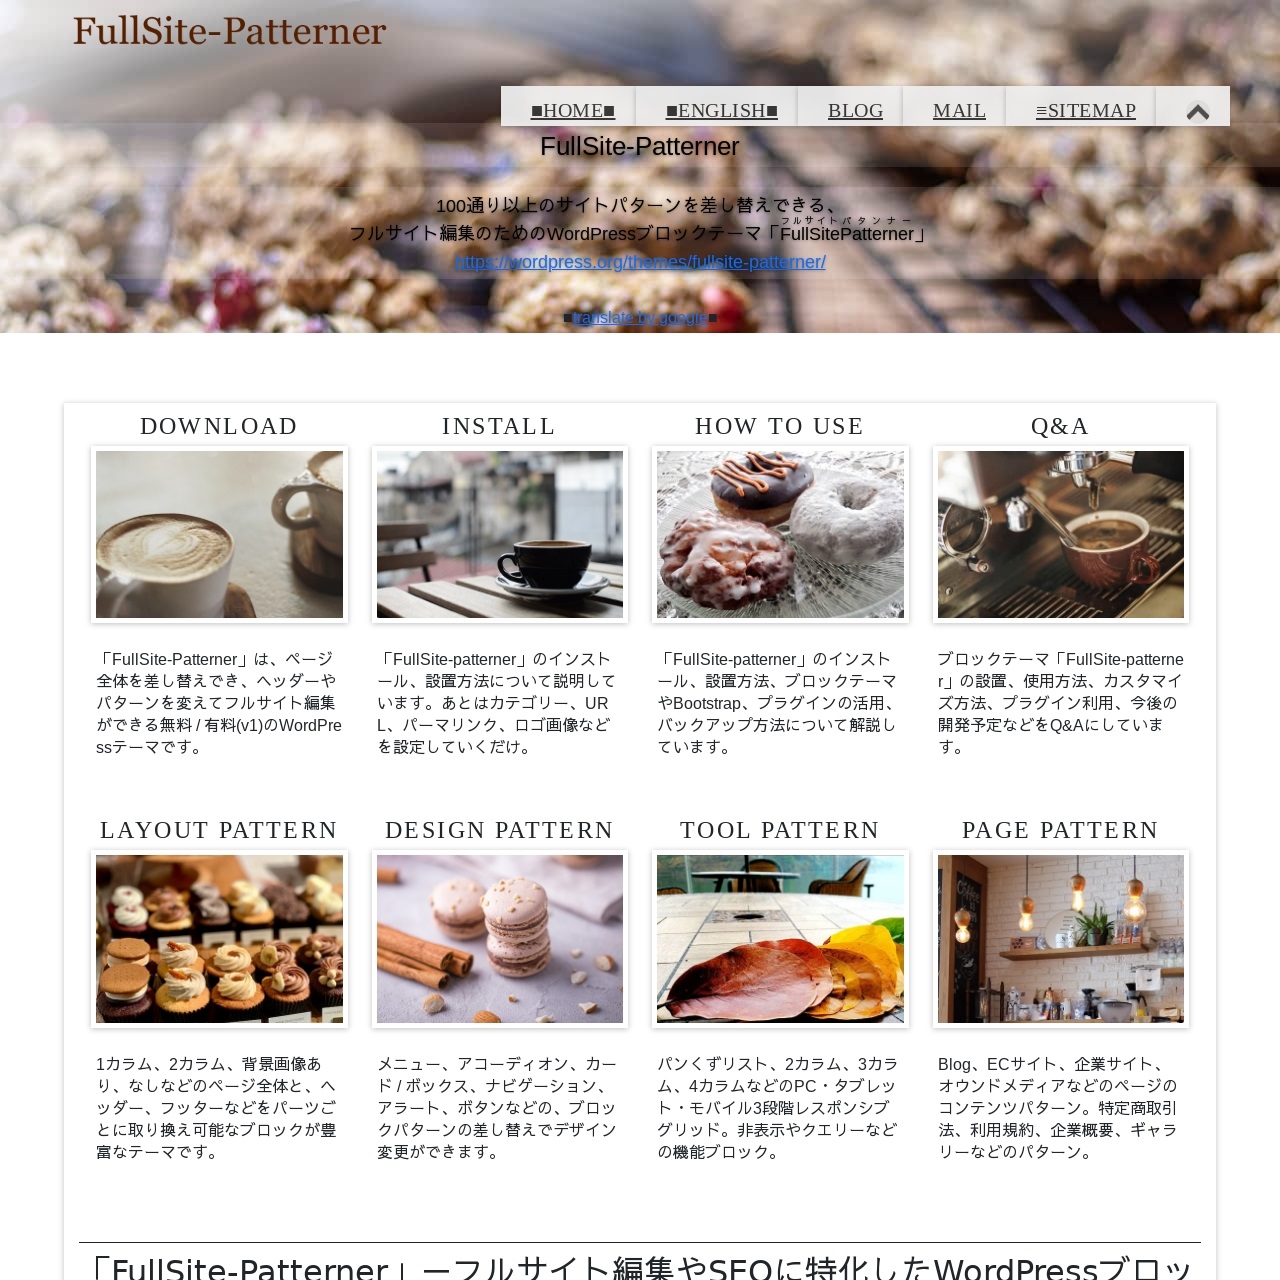 FullSite-Patterner
■HOME■ ■ENGLISH■ BLOG MAIL ≡SITEMAP
FullSite-Patterner
100通り以上のサイトパターンを差し替えできる、
フルサイトパタンナー
フルサイト編集のためのWordPressブロックテーマ「FullSitePatterner」
https://wordpress.org/themes/fullsite-patterner/
■translate by google■
DOWNLOAD
「FullSite-Patterner」は、ページ
全体を差し替えでき、ヘッダーや
パターンを変えてフルサイト編集
ができる無料 / 有料(v1)のWordPre
ssテーマです。
INSTALL
「FullSite-patterner」のインスト
ール、設置方法について説明して
います。あとはカテゴリー、UR
L、パーマリンク、ロゴ画像など
を設定していくだけ。
HOW TO USE
「FullSite-patterner」のインスト
ール、設置方法、ブロックテーマ
やBootstrap、プラグインの活用、
バックアップ方法について解説し
ています。
Q&A
ブロックテーマ「FullSite-patterne
r」の設置、使用方法、カスタマイ
ズ方法、プラグイン利用、今後の
開発予定などをQ&Aにしていま
す。
LAYOUT PATTERN
1カラム、2カラム、背景画像あ
り、なしなどのページ全体と、ヘ
ッダー、フッターなどをパーツご
とに取り換え可能なブロックが豊
富なテーマです。
DESIGN PATTERN
メニュー、アコーディオン、カー
ド / ボックス、ナビゲーション、
アラート、ボタンなどの、ブロッ
クパターンの差し替えでデザイン
変更ができます。
TOOL PATTERN
パンくずリスト、2カラム、3カラ
ム、4カラムなどのPC・タブレッ
ト・モバイル3段階レスポンシブ
グリッド。非表示やクエリーなど
の機能ブロック。
PAGE PATTERN
Blog、ECサイト、企業サイト、
オウンドメディアなどのページの
コンテンツパターン。特定商取引
法、利用規約、企業概要、ギャラ
リーなどのパターン。
「FullSite-Patterner」ーフルサイト編集やSEOに特化したWordPressブロッ